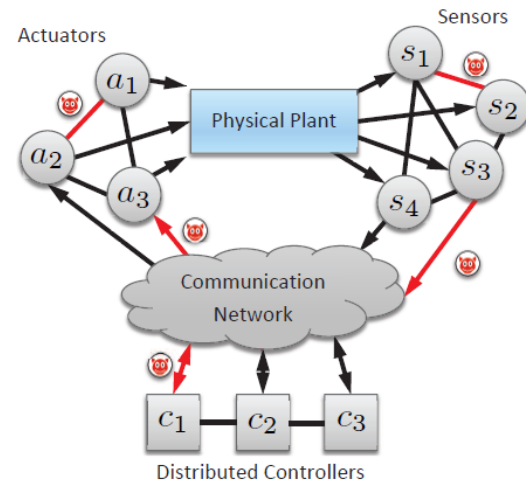 Actuators
Sensors
a₁
s₁
a₂
s₂
Physical Plant
a₃
s₃
s₄
Communication
Network
c₁
c₂
c₃
Distributed Controllers